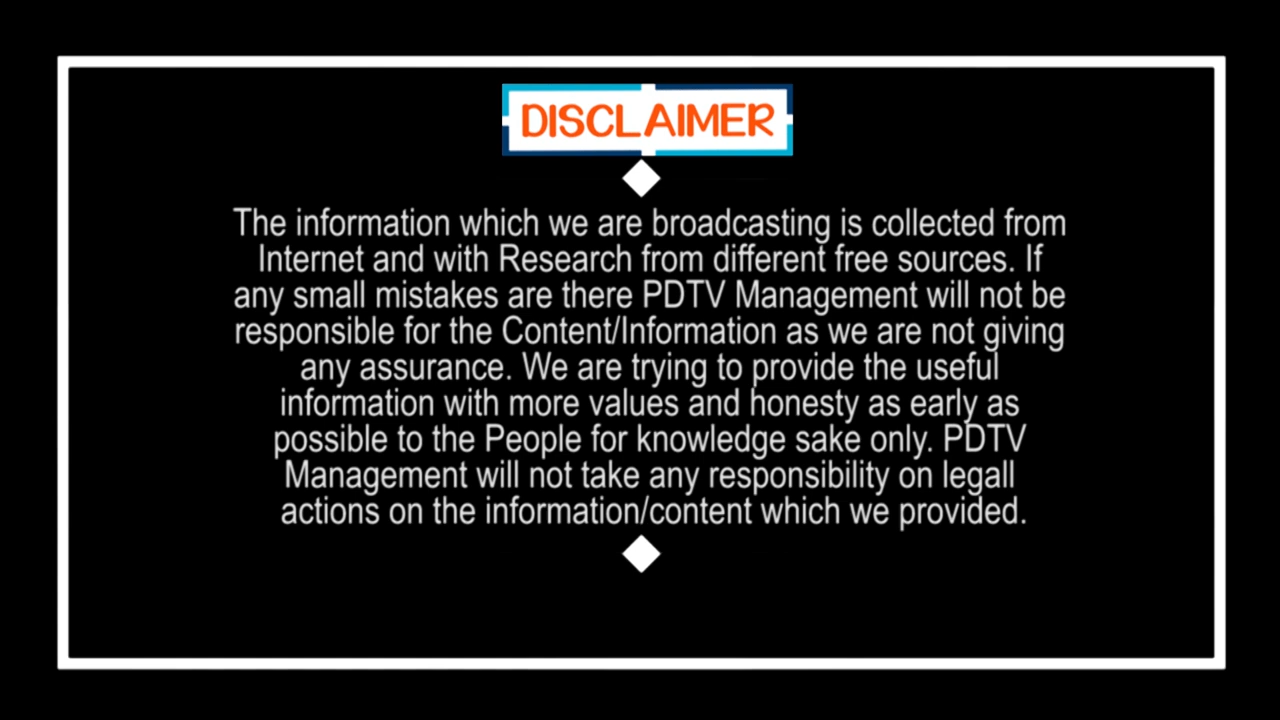 DISCLAIMER
The information which we are broadcasting is collected from
Internet and with Research from different free sources. If
any small mistakes are there PDTV Management will not be
responsible for the Content/Information as we are not giving
any assurance. We are trying to provide the useful
information with more values and honesty as early as
possible to the People for knowledge sake only. PDTV
Management will not take any responsibility on legall
actions on the information/content which we provided.